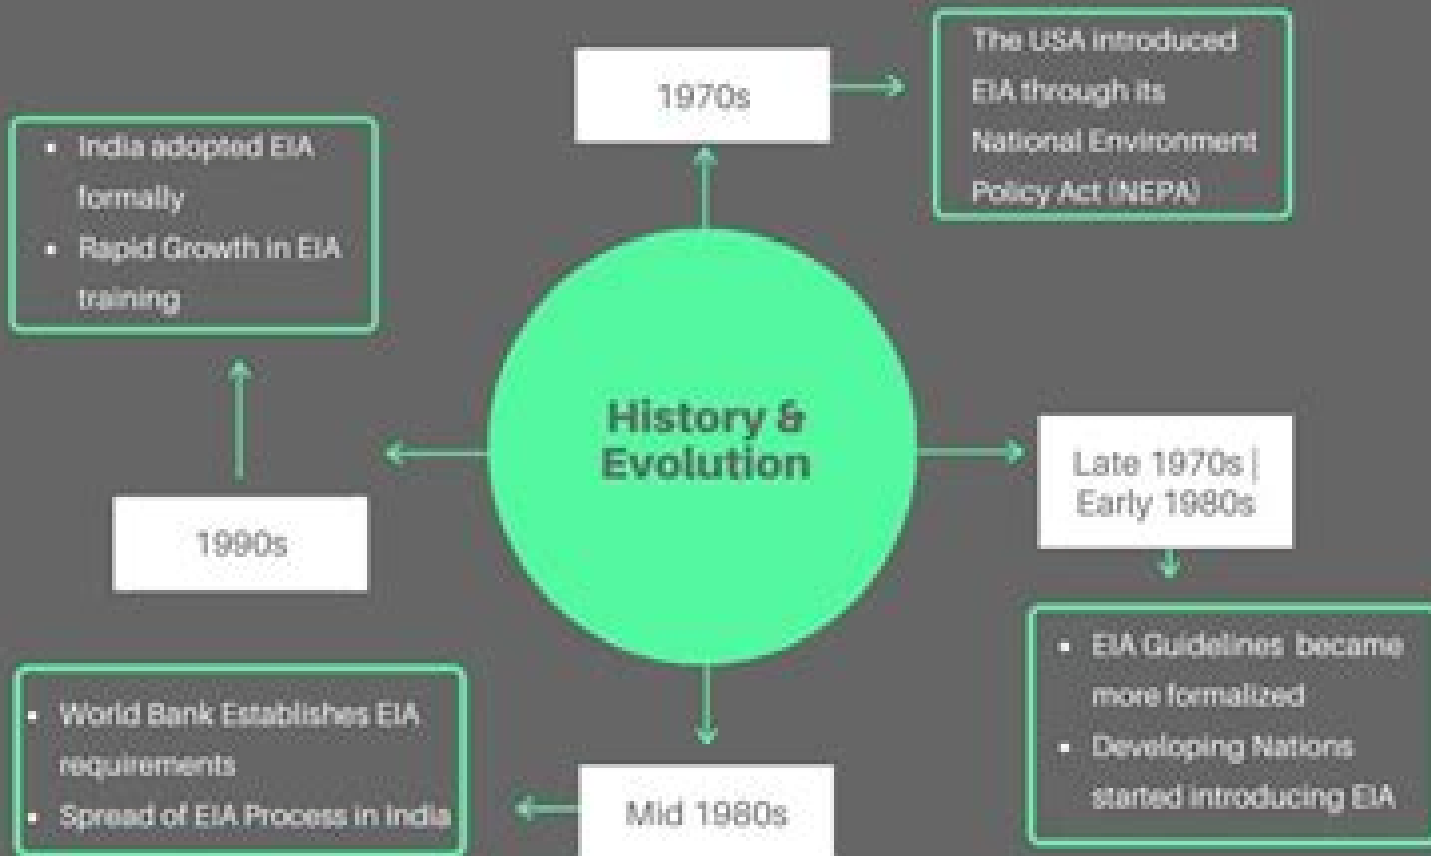 1970s
The USA introduced
EIA through its
National Environment
Policy Act (NEPA)
• India adopted EIA
formally
• Rapid Growth in EIA
training
History &
Evolution
Late 1970s |
Early 1980s
1990s
• EIA Guidelines became
more formalized
• Developing Nations
started introducing EIA
• World Bank Establishes EIA
requirements
• Spread of EIA Process in India
Mid 1980s